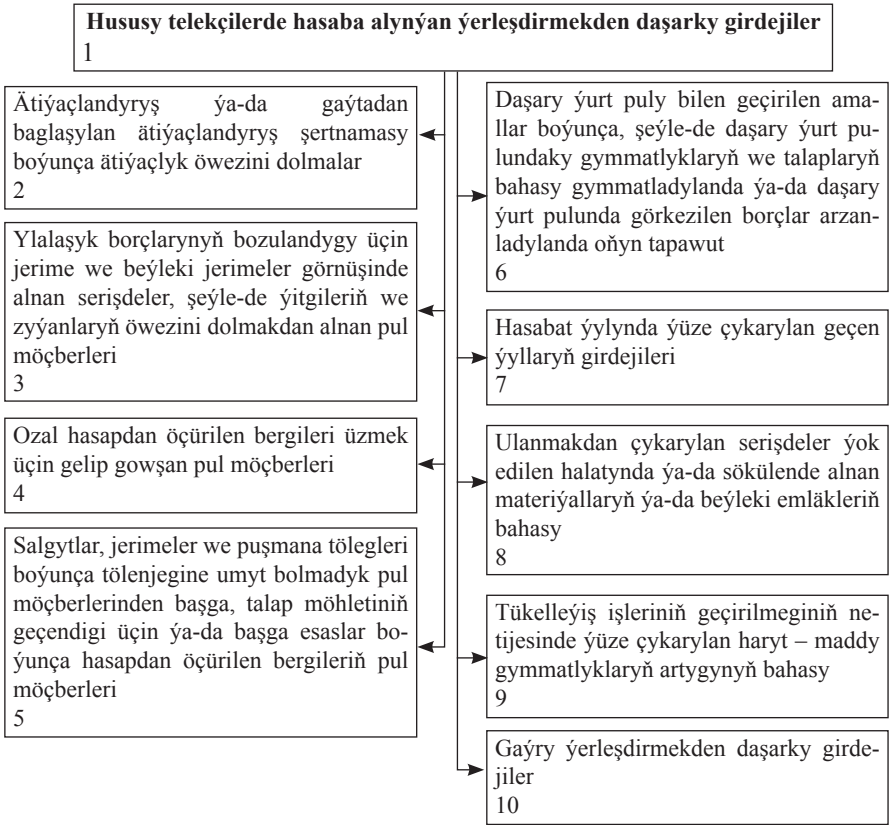 Hususy telekçilerde hasaba alynýan ýerleşdirmekden daşarky girdejiler
1
Ätiýaçlandyryş ýa-da gaýtadan
baglaşylan ätiýaçlandyryş şertnamasy
boýunça ätiýaçlyk öwezini dolmalar
2
Ylalaşyk borçlarynyň bozulandygy üçin
jerime we beýleki jerimeler görnüşinde
alnan serişdeler, şeýle-de ýitgileriň we
zyýanlaryň öwezini dolmakdan alnan pul
möçberleri
3
Ozal hasapdan öçürilen bergileri üzmek
üçin gelip gowşan pul möçberleri
4
Salgytlar, jerimeler we puşmana tölegleri
boýunça tölenjegine umyt bolmadyk pul
möçberlerinden başga, talap möhletiniň
geçendigi üçin ýa-da başga esaslar bo-
ýunça hasapdan öçürilen bergileriň pul
möçberleri
5
Daşary ýurt puly bilen geçirilen ama-
llar boýunça, şeýle-de daşary ýurt pu-
lundaky gymmatlyklaryň we talaplaryň
bahasy gymmatladylanda ýa-da daşary
ýurt pulunda görkezilen borçlar arzan-
ladylanda oňyn tapawut
6
Hasabat ýylynda ýüze çykarylan geçen
ýyllaryň girdejileri
7
Ulanmakdan çykarylan serişdeler ýok
edilen halatynda ýa-da sökülende alnan
materiýallaryň ýa-da beýleki emläkleriň
bahasy
8
Tükelleýiş işleriniň geçirilmeginiň ne-
tijesinde ýüze çykarylan haryt – maddy
gymmatlyklaryň artygynyň bahasy
9
Gaýry ýerleşdirmekden daşarky girde-
jiler
10